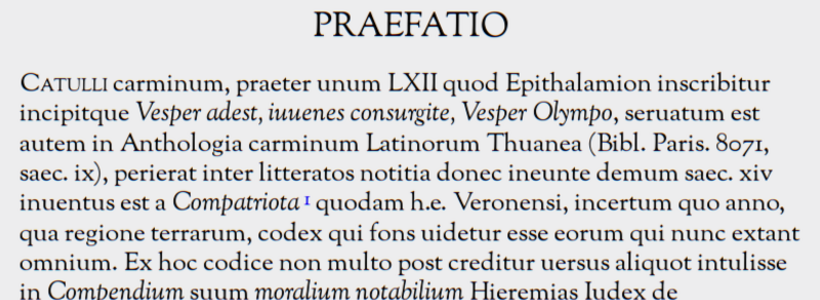 PRAEFATIO
CATULLI carminum, praeter unum LXII quod Epithalamion inscribitur
incipitque Vesper adest, iuuenes consurgite, Vesper Olympo, seruatum est
autem in Anthologia carminum Latinorum Thuanea (Bibl. Paris. 8071,
saec. ix), perierat inter litteratos notitia donec ineunte demum saec. xiv
inuentus est a Compatriota 1 quodam h.e. Veronensi, incertum quo anno,
qua regione terrarum, codex qui fons uidetur esse eorum qui nunc extant
omnium. Ex hoc codice non multo post creditur uersus aliquot intulisse
in Compendium suum moralium notabilium Hieremias Iudex de